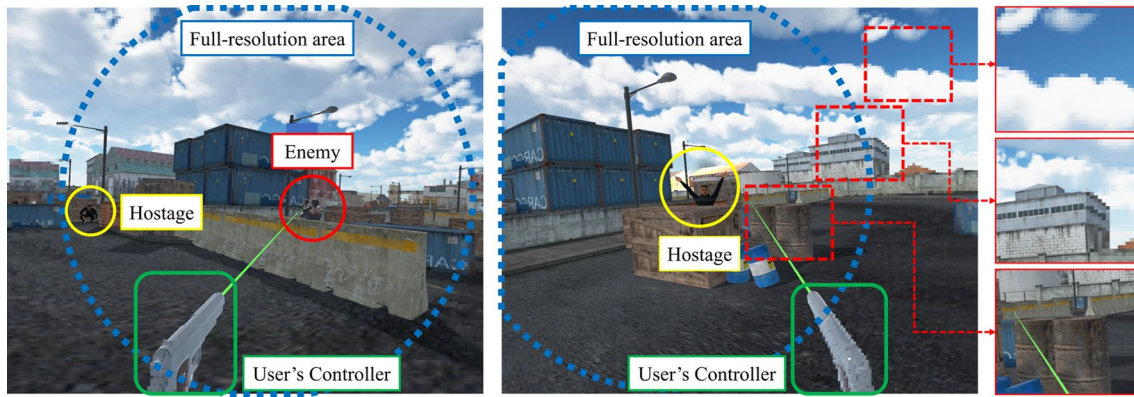 Full-resolution area
Enemy
Hostage
User's Controller
Full-resolution area
Hostage
User's Controller